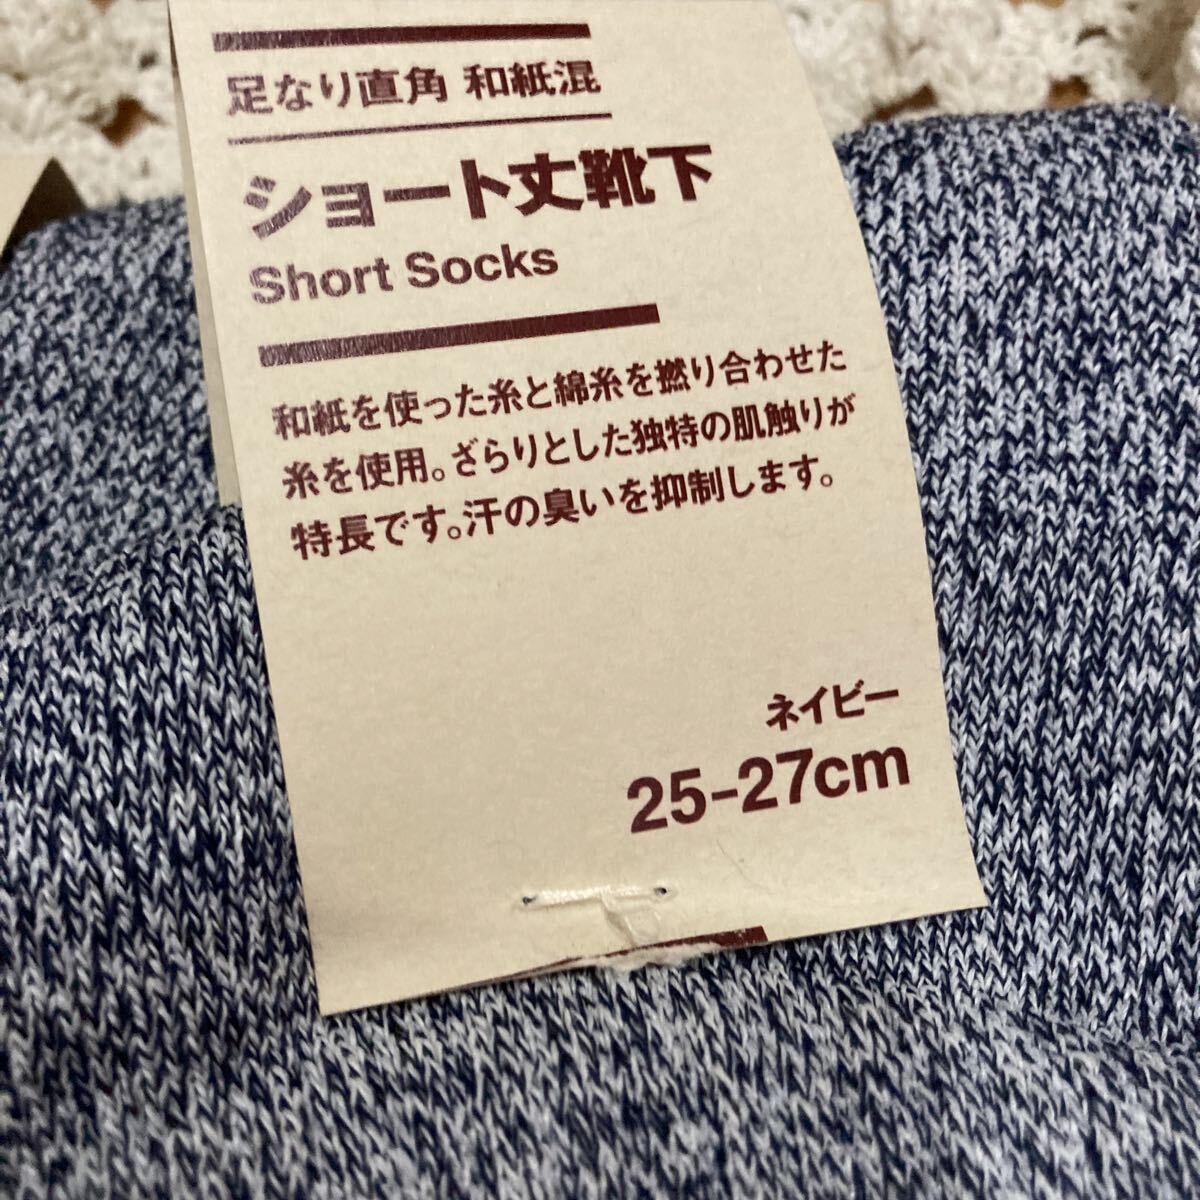 足なり直角 和紙混
ショート丈靴下
Short Socks
和紙を使った糸と綿糸を撚り合わせた
糸を使用。ざらりとした独特の肌触りが
特長です。汗の臭いを抑制します。
ネイビー
25-27cm